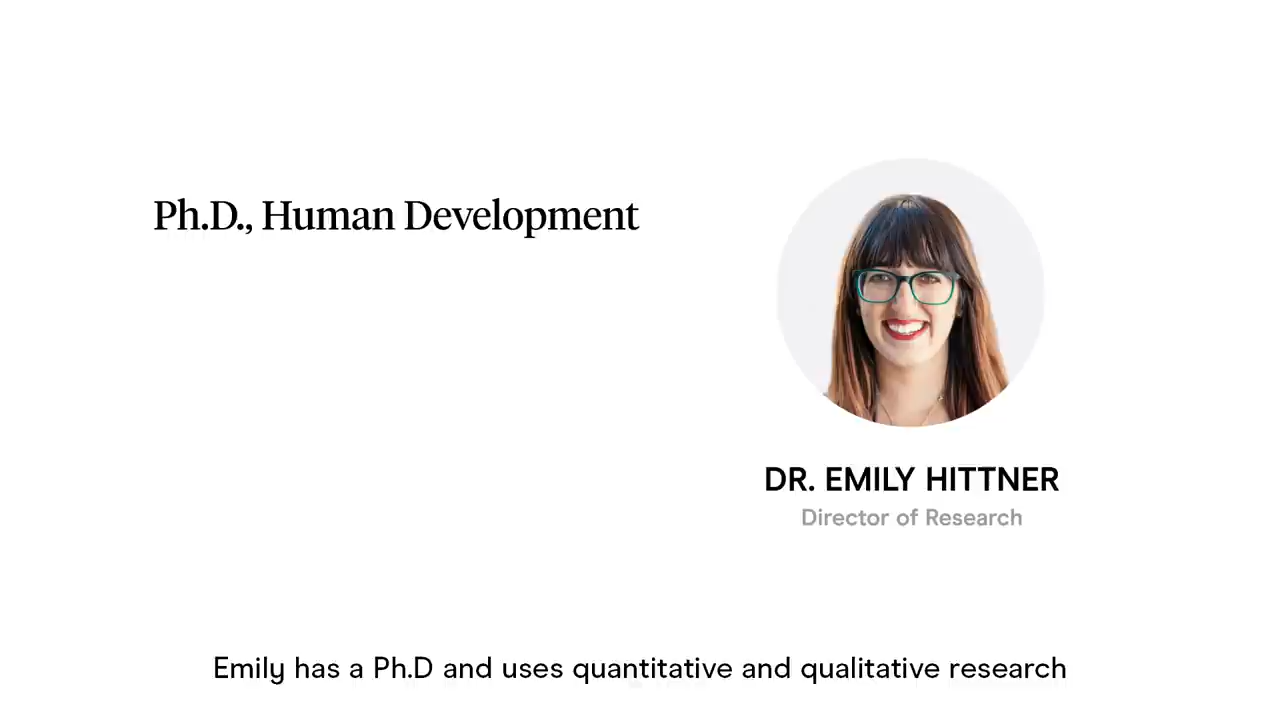 Ph.D., Human Development
DR. EMILY HITTNER
Director of Research
Emily has a Ph.D and uses quantitative and qualitative research